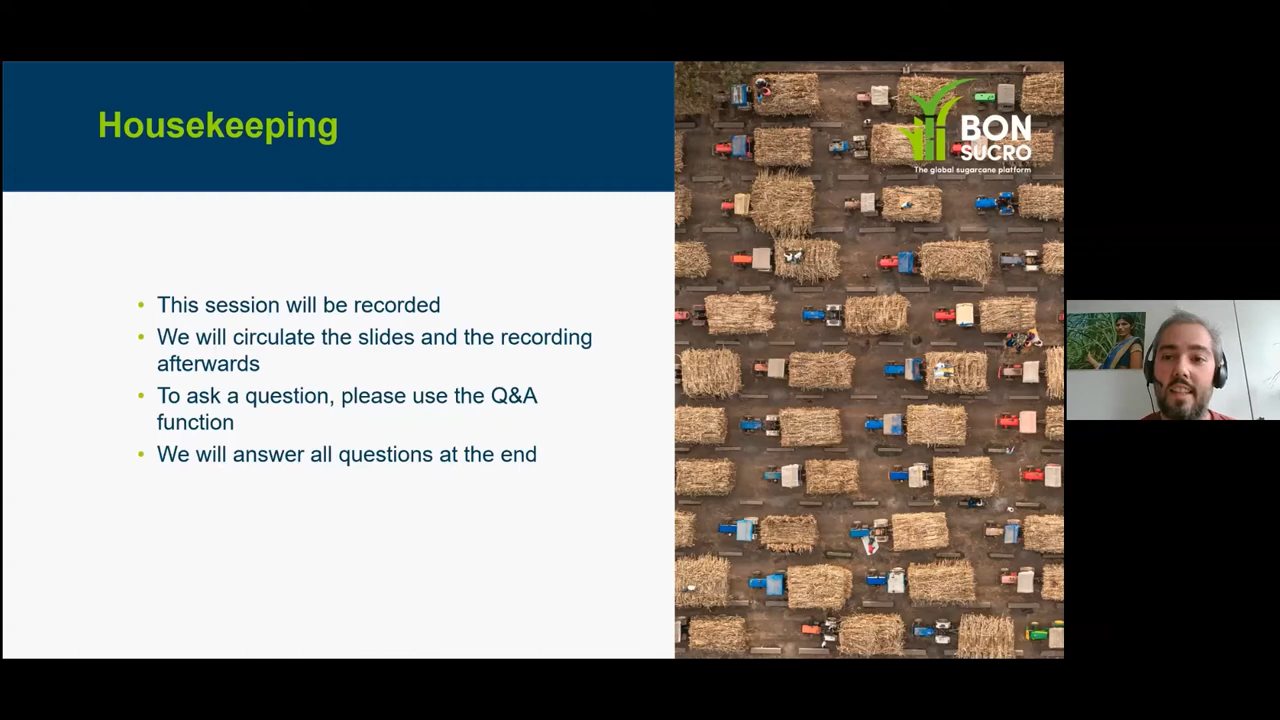 Housekeeping
BON
SUCRO
The global sugarcane platform
• This session will be recorded
• We will circulate the slides and the recording
afterwards
• To ask a question, please use the Q&A
function
• We will answer all questions at the end